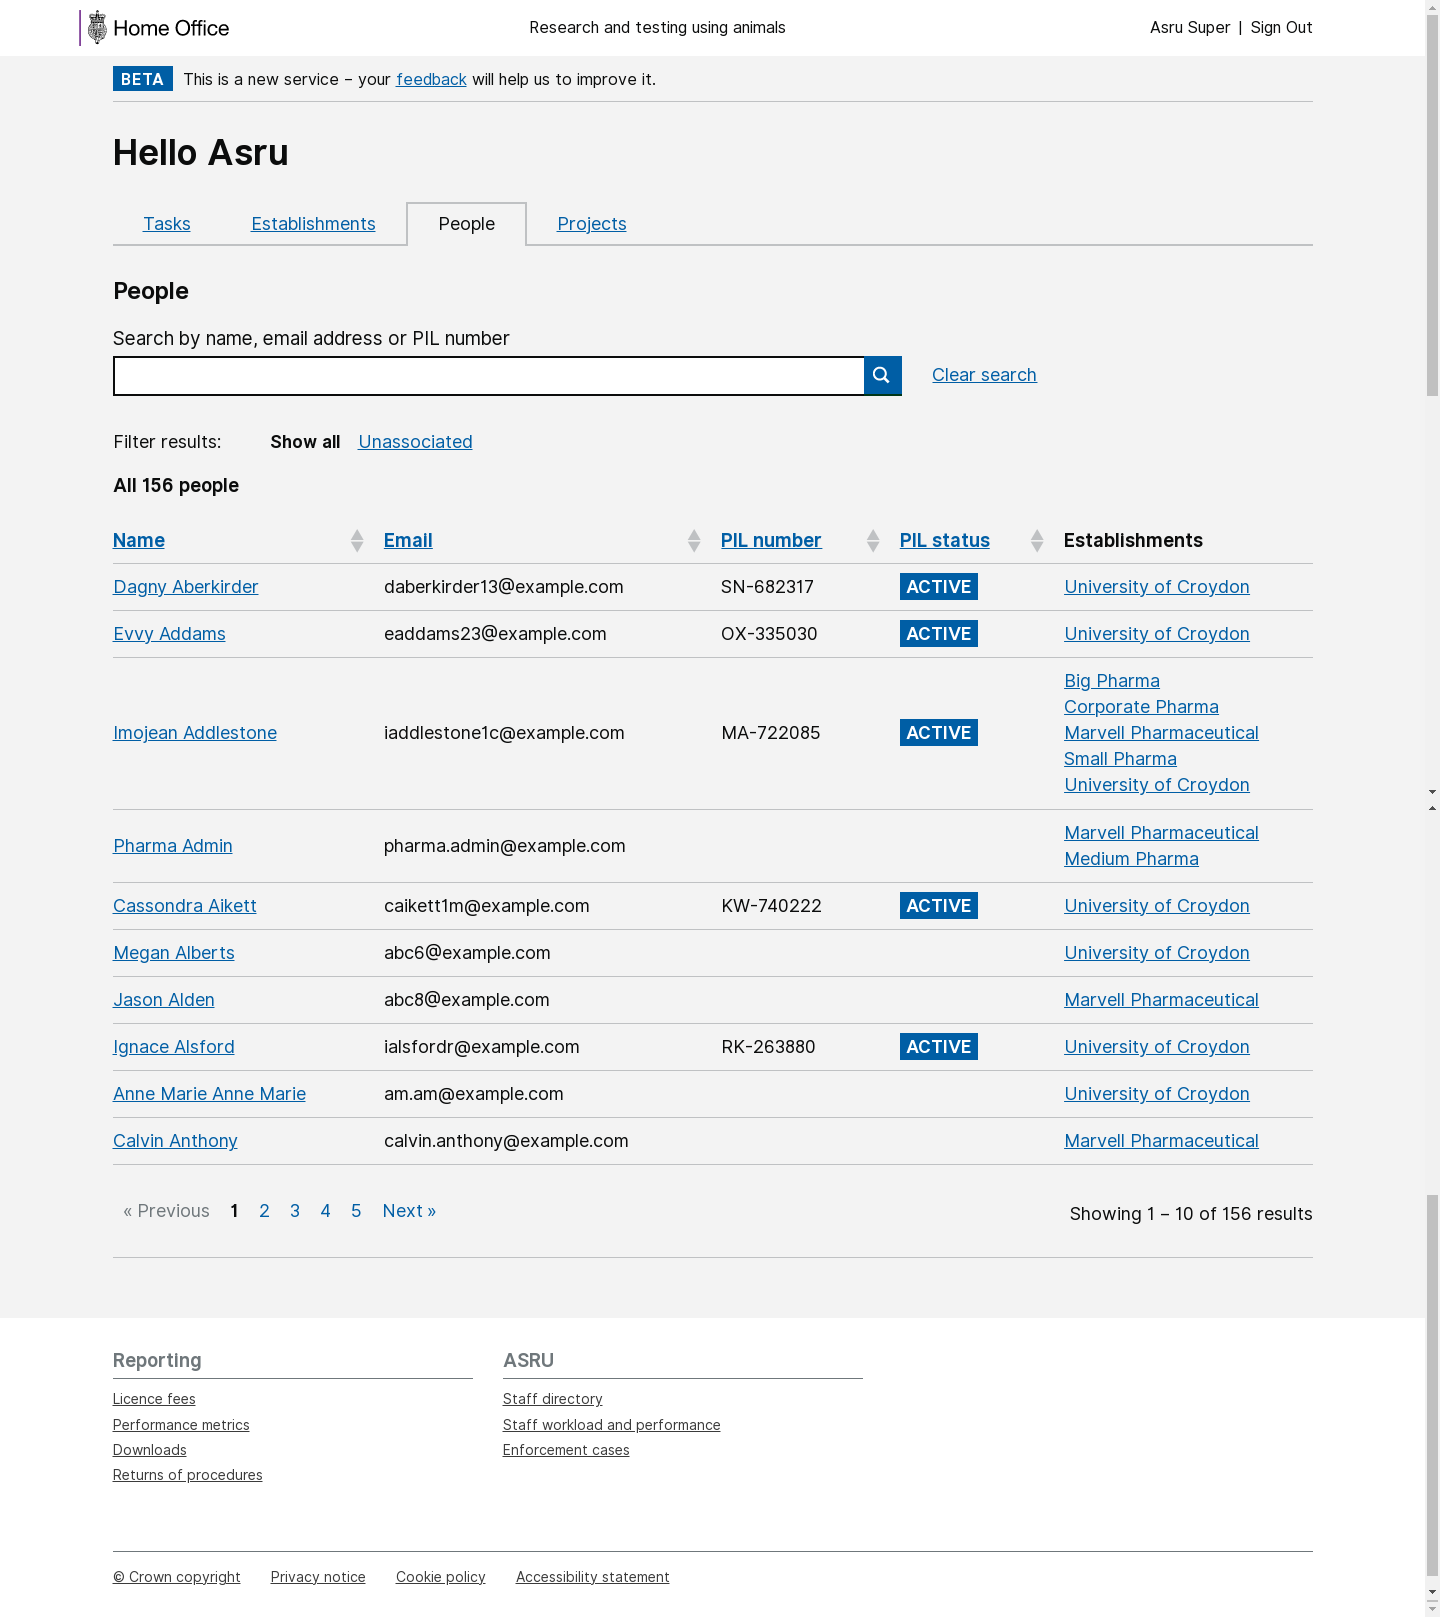 Home Office
Research and testing using animals
Asru Super | Sign Out
BETA This is a new service – your feedback will help us to improve it.
Hello Asru
Tasks Establishments People Projects
People
Search by name, email address or PIL number
Clear search
Filter results: Show all Unassociated
All 156 people
Name Email PIL number PIL status Establishments
Dagny Aberkirder daberkirder13@example.com SN-682317 ACTIVE University of Croydon
Evvy Addams eaddams23@example.com OX-335030 ACTIVE University of Croydon
Big Pharma
Corporate Pharma
Imojean Addlestone iaddlestone1c@example.com MA-722085 ACTIVE Marvell Pharmaceutical
Small Pharma
University of Croydon
Pharma Admin pharma.admin@example.com Marvell Pharmaceutical
Medium Pharma
Cassondra Aikett caikett1m@example.com KW-740222 ACTIVE University of Croydon
Megan Alberts abc6@example.com University of Croydon
Jason Alden abc8@example.com Marvell Pharmaceutical
Ignace Alsford ialsfordr@example.com RK-263880 ACTIVE University of Croydon
Anne Marie Anne Marie am.am@example.com University of Croydon
Calvin Anthony calvin.anthony@example.com Marvell Pharmaceutical
« Previous 1 2 3 4 5 Next »
Showing 1 – 10 of 156 results
Reporting
Licence fees
Performance metrics
Downloads
Returns of procedures
ASRU
Staff directory
Staff workload and performance
Enforcement cases
© Crown copyright Privacy notice Cookie policy Accessibility statement